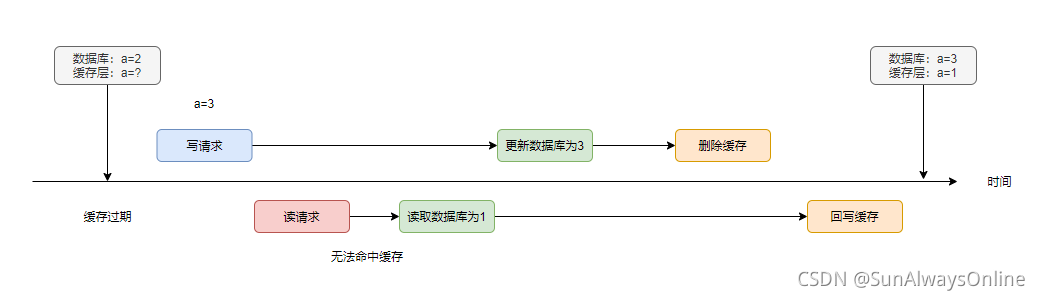 数据库：a=2
缓存层：a=?
数据库：a=3
缓存层：a=1
a=3
写请求
更新数据库为3
删除缓存
时间
缓存过期
读请求
读取数据库为1
回写缓存
无法命中缓存
CSDN @SunAlwaysOnline